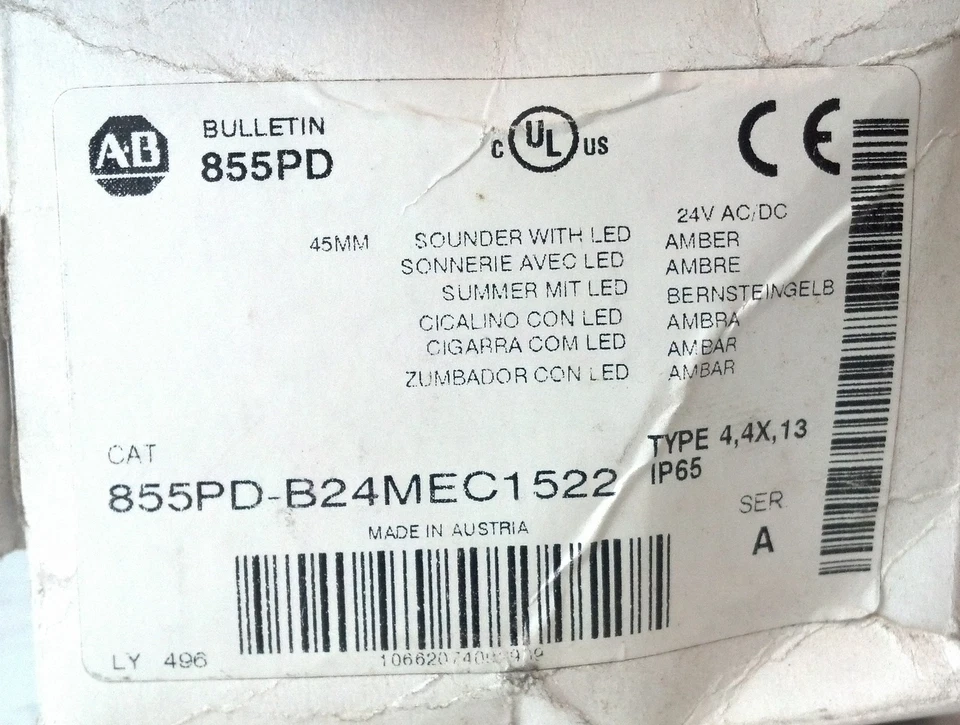 A-B
BULLETIN
855PD
c UL US
CE
24V AC/DC
45MM SOUNDER WITH LED AMBER
SONNERIE AVEC LED AMBRE
SUMMER MIT LED BERNSTEINGELB
CICALINO CON LED AMBRA
CIGARRA COM LED AMBAR
ZUMBADOR CON LED AMBAR
CAT
TYPE 4,4X,13
IP65
855PD-B24MEC1522
SER
A
MADE IN AUSTRIA
LY 496